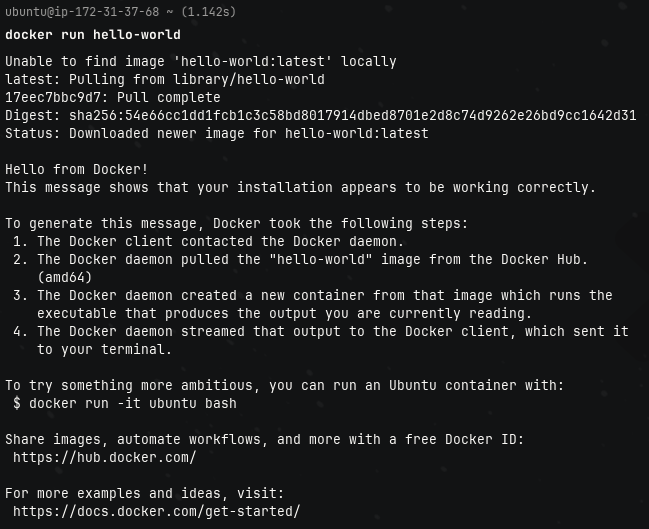 ubuntu@ip-172-31-37-68 ~ (1.142s)
docker run hello-world
Unable to find image 'hello-world:latest' locally
latest: Pulling from library/hello-world
17eec7bbc9d7: Pull complete
Digest: sha256:54e66cc1dd1fcb1c3c58bd8017914dbed8701e2d8c74d9262e26bd9cc1642d31
Status: Downloaded newer image for hello-world:latest

Hello from Docker!
This message shows that your installation appears to be working correctly.

To generate this message, Docker took the following steps:
 1. The Docker client contacted the Docker daemon.
 2. The Docker daemon pulled the "hello-world" image from the Docker Hub.
    (amd64)
 3. The Docker daemon created a new container from that image which runs the
    executable that produces the output you are currently reading.
 4. The Docker daemon streamed that output to the Docker client, which sent it
    to your terminal.

To try something more ambitious, you can run an Ubuntu container with:
 $ docker run -it ubuntu bash

Share images, automate workflows, and more with a free Docker ID:
 https://hub.docker.com/

For more examples and ideas, visit:
 https://docs.docker.com/get-started/